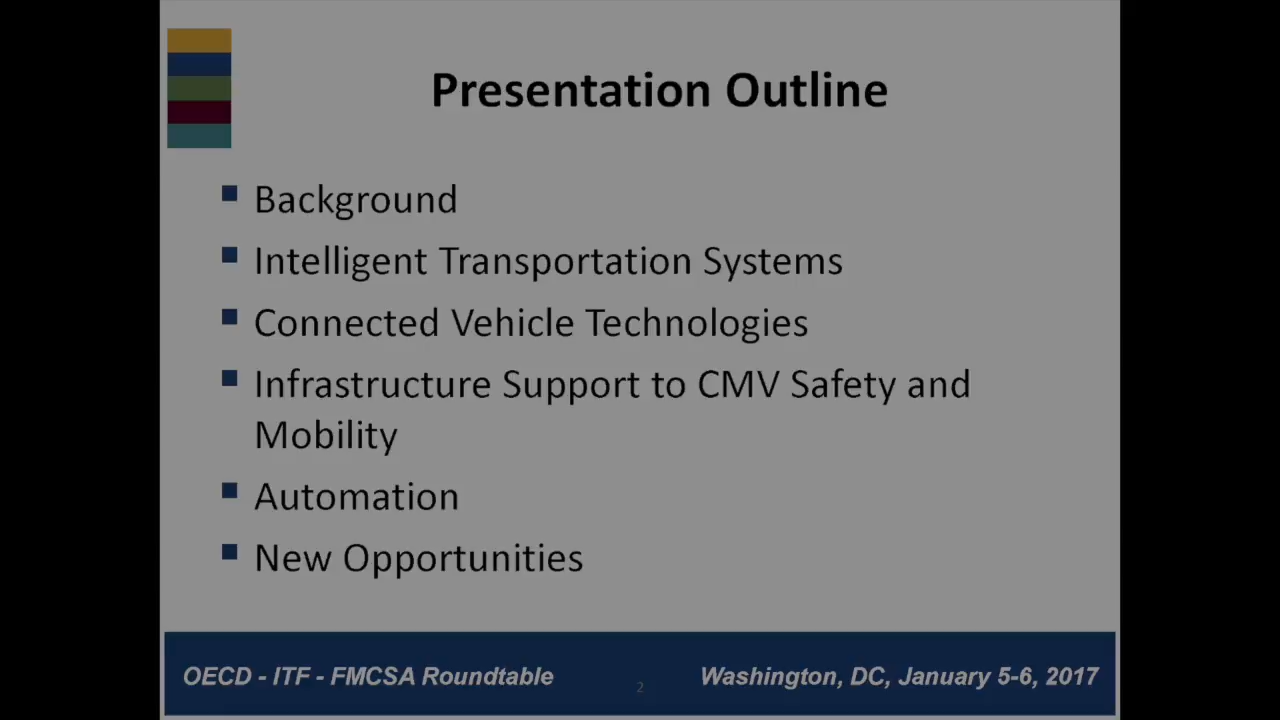 Presentation Outline
Background
Intelligent Transportation Systems
Connected Vehicle Technologies
Infrastructure Support to CMV Safety and
Mobility
Automation
New Opportunities
OECD - ITF - FMCSA Roundtable
2
Washington, DC, January 5-6, 2017